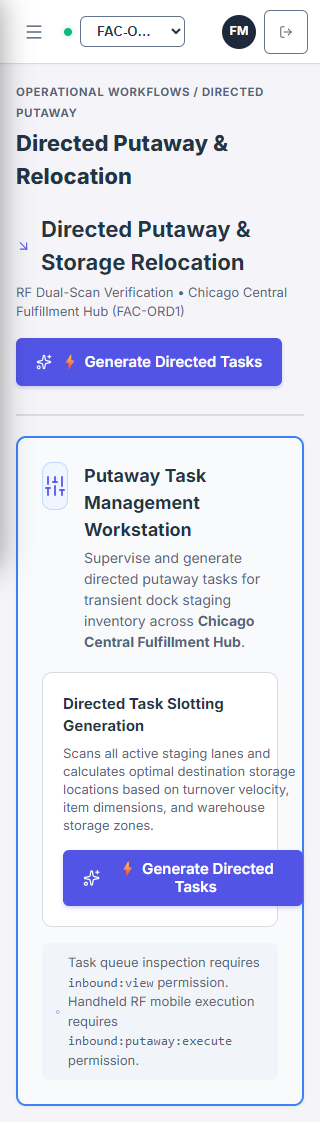 FAC-O...
FM
OPERATIONAL WORKFLOWS / DIRECTED
PUTAWAY
Directed Putaway &
Relocation
Directed Putaway &
Storage Relocation
RF Dual-Scan Verification • Chicago Central
Fulfillment Hub (FAC-ORD1)
⚡ Generate Directed Tasks
Putaway Task
Management
Workstation
Supervise and generate
directed putaway tasks for
transient dock staging
inventory across Chicago
Central Fulfillment Hub.
Directed Task Slotting
Generation
Scans all active staging lanes and
calculates optimal destination storage
locations based on turnover velocity,
item dimensions, and warehouse
storage zones.
⚡ Generate Directed
Tasks
Task queue inspection requires
inbound:view permission.
Handheld RF mobile execution
requires
inbound:putaway:execute
permission.